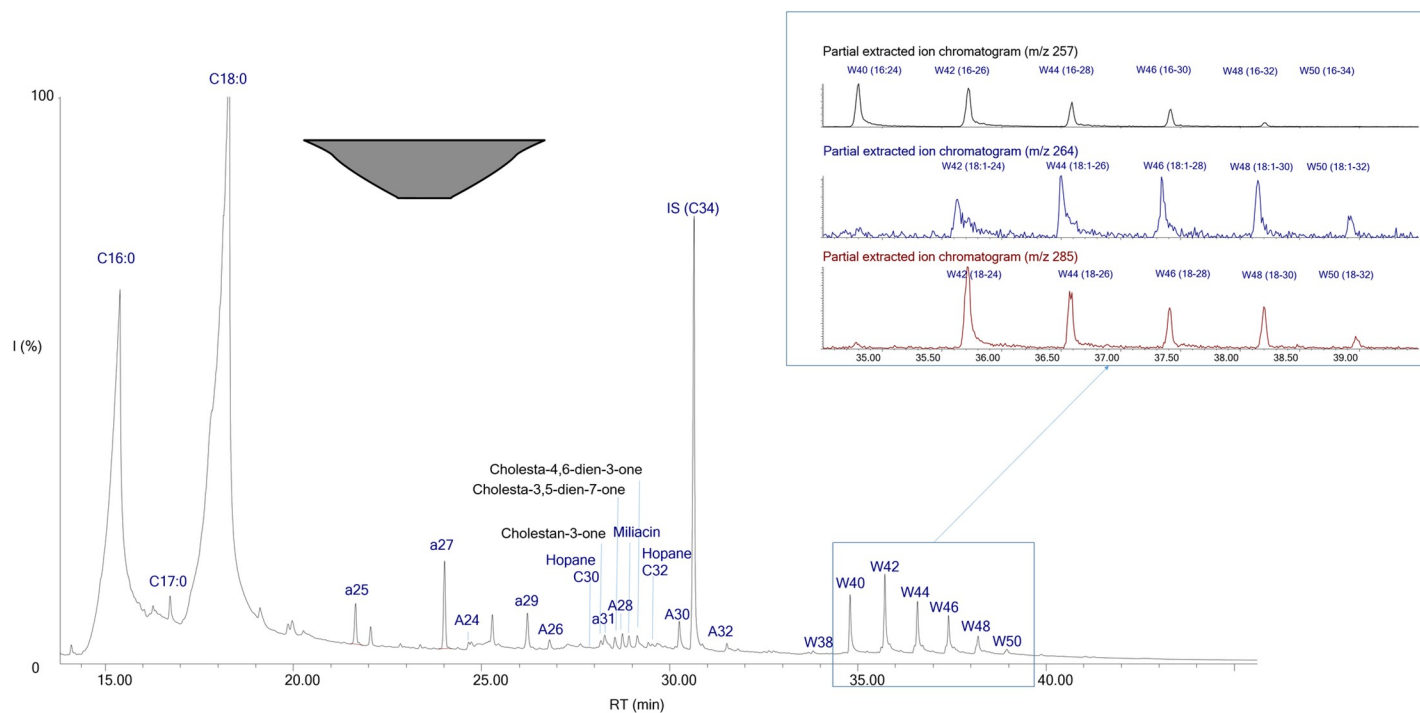 Partial extracted ion chromatogram (m/z 257)
W40 (16:24) W42 (16-26) W44 (16-28) W46 (16-30) W48 (16-32) W50 (16-34)
Partial extracted ion chromatogram (m/z 264)
W42 (18:1-24) W44 (18:1-26) W46 (18:1-28) W48 (18:1-30) W50 (18:1-32)
Partial extracted ion chromatogram (m/z 285)
W42 (18-24) W44 (18-26) W46 (18-28) W48 (18-30) W50 (18-32)
35.00 35.50 36.00 36.50 37.00 37.50 38.00 38.50 39.00
C18:0
100
IS (C34)
C16:0
I (%)
Cholesta-4,6-dien-3-one
Cholesta-3,5-dien-7-one
Cholestan-3-one
Miliacin
a27
Hopane
C30
Hopane
C32
C17:0
a25
a29
A24
A26
a31
A28
A30
A32
W38
W40
W42
W44
W46
W48
W50
0
15.00 20.00 25.00 30.00 35.00 40.00
RT (min)